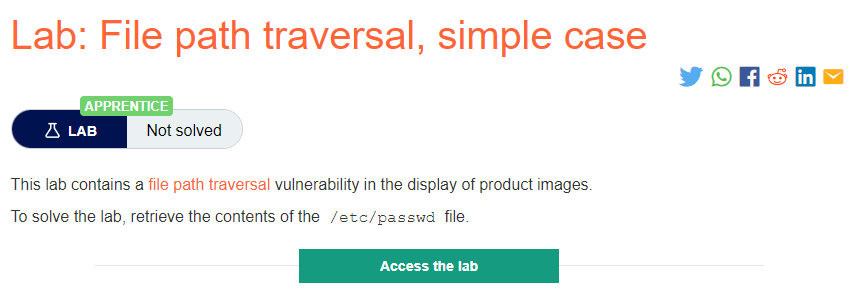 Lab: File path traversal, simple case
APPRENTICE
LAB Not solved
This lab contains a file path traversal vulnerability in the display of product images.
To solve the lab, retrieve the contents of the /etc/passwd file.
Access the lab